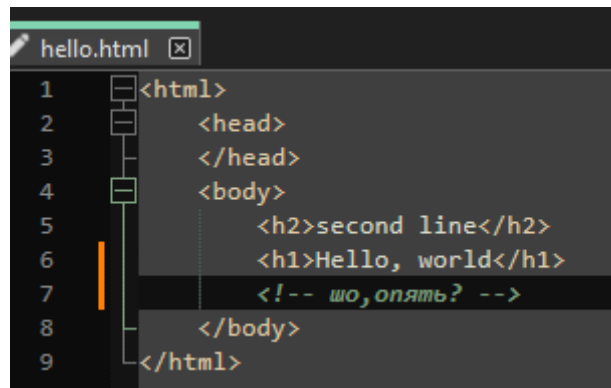 hello.html
1 <html>
2 <head>
3 </head>
4 <body>
5 <h2>second line</h2>
6 <h1>Hello, world</h1>
7 <!-- шо,опять? -->
8 </body>
9 </html>